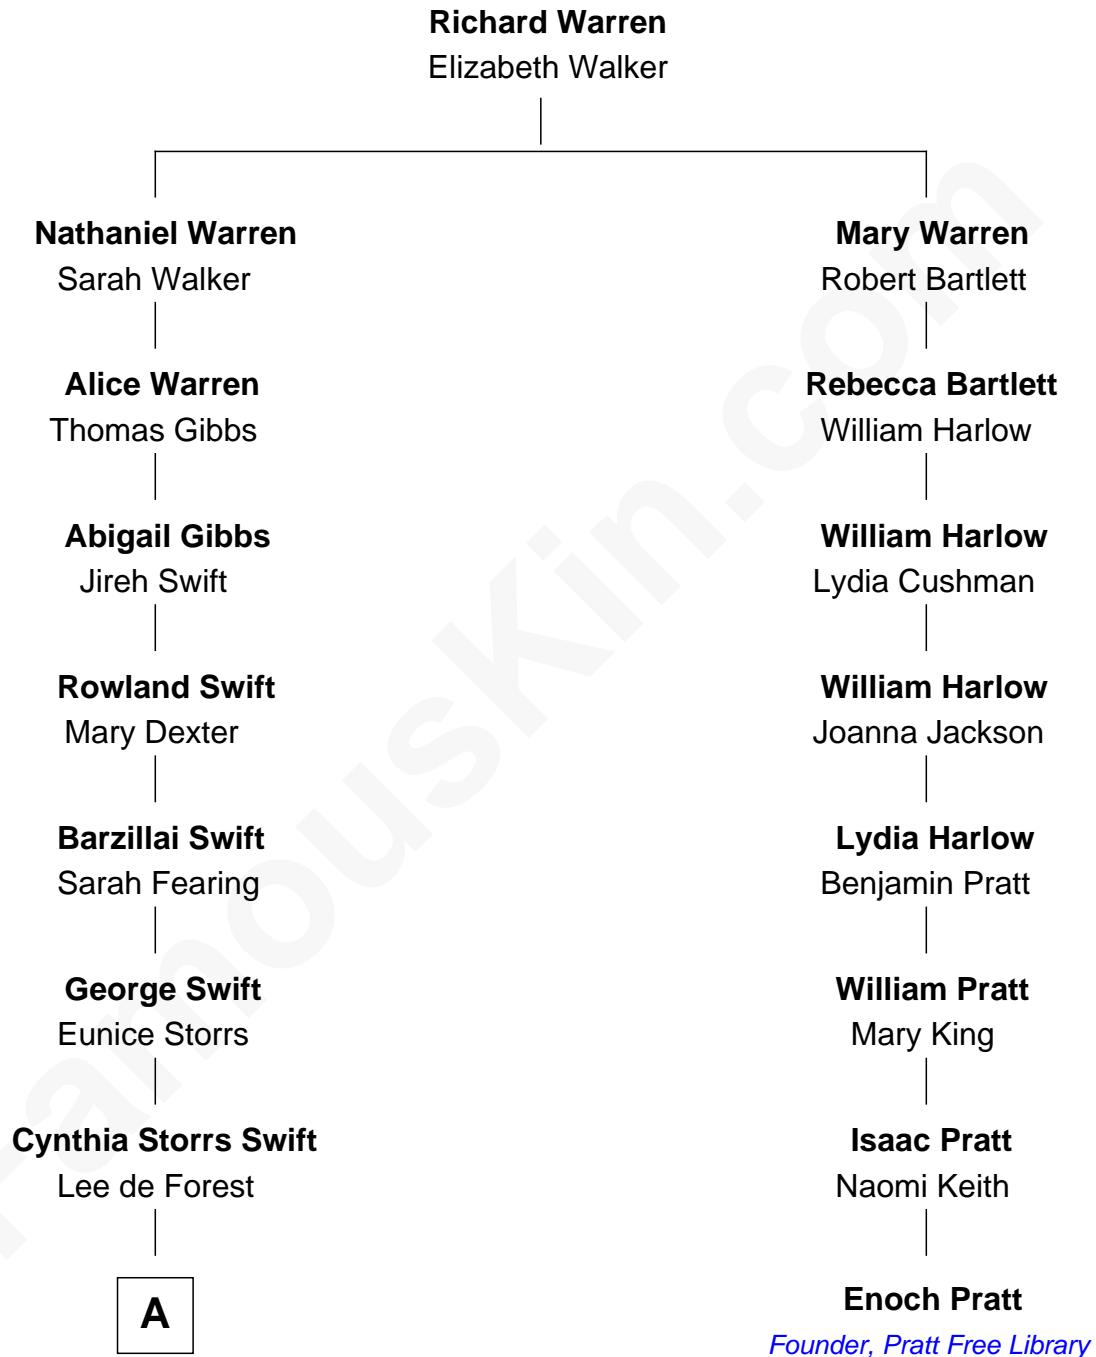 Richard Warren
Elizabeth Walker
Nathaniel Warren
Sarah Walker
Alice Warren
Thomas Gibbs
Abigail Gibbs
Jireh Swift
Rowland Swift
Mary Dexter
Barzillai Swift
Sarah Fearing
George Swift
Eunice Storrs
Cynthia Storrs Swift
Lee de Forest
A
Mary Warren
Robert Bartlett
Rebecca Bartlett
William Harlow
William Harlow
Lydia Cushman
William Harlow
Joanna Jackson
Lydia Harlow
Benjamin Pratt
William Pratt
Mary King
Isaac Pratt
Naomi Keith
Enoch Pratt
Founder, Pratt Free Library
FamousKin.com